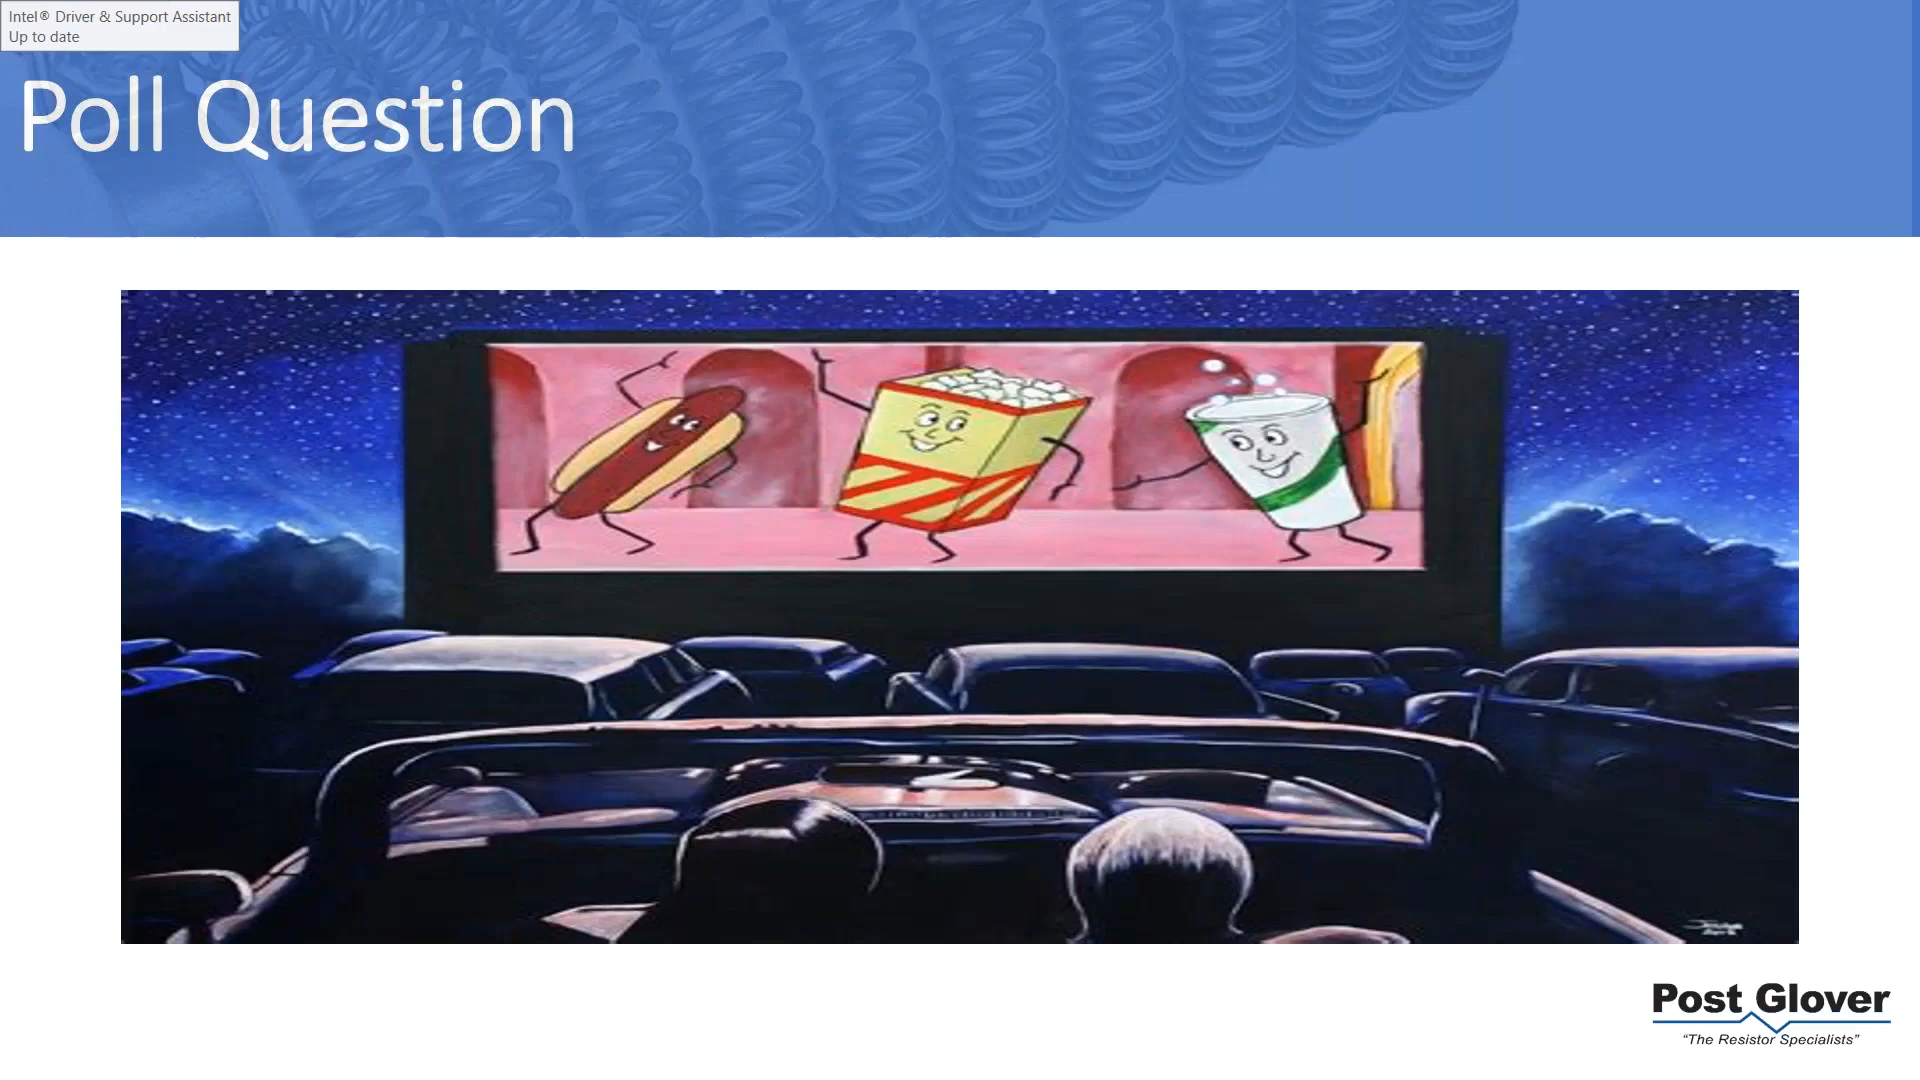 Intel® Driver & Support Assistant
Up to date
Poll Question
Post Glover
“The Resistor Specialists”